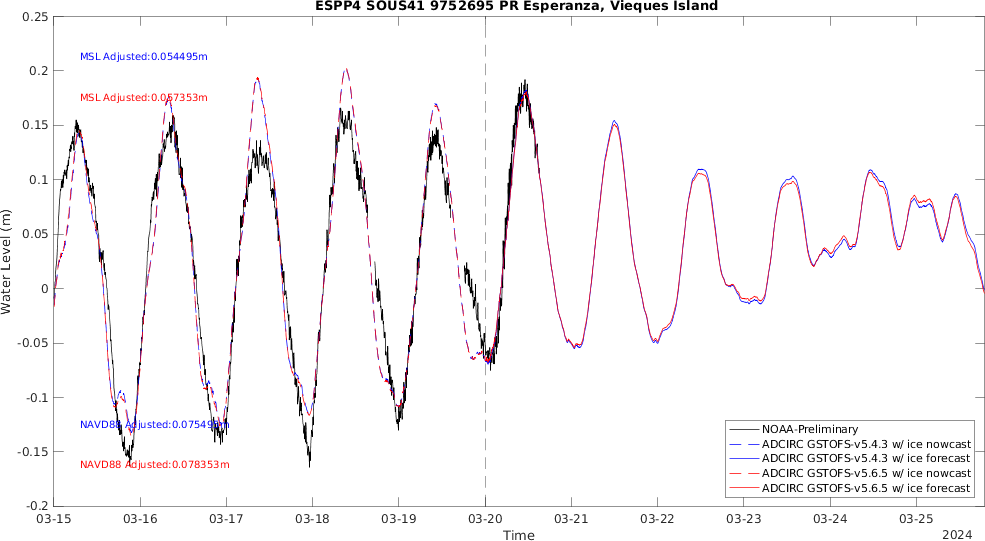 ESPP4 SOUS41 9752695 PR Esperanza, Vieques Island
0.25
0.2
0.15
0.1
0.05
0
-0.05
-0.1
-0.15
-0.2
Water Level (m)
MSL Adjusted:0.054495m
MSL Adjusted:0.057353m
NAVD88 Adjusted:0.075495m
NAVD88 Adjusted:0.078353m
NOAA-Preliminary
ADCIRC GSTOFS-v5.4.3 w/ ice nowcast
ADCIRC GSTOFS-v5.4.3 w/ ice forecast
ADCIRC GSTOFS-v5.6.5 w/ ice nowcast
ADCIRC GSTOFS-v5.6.5 w/ ice forecast
03-15 03-16 03-17 03-18 03-19 03-20 03-21 03-22 03-23 03-24 03-25
Time
2024